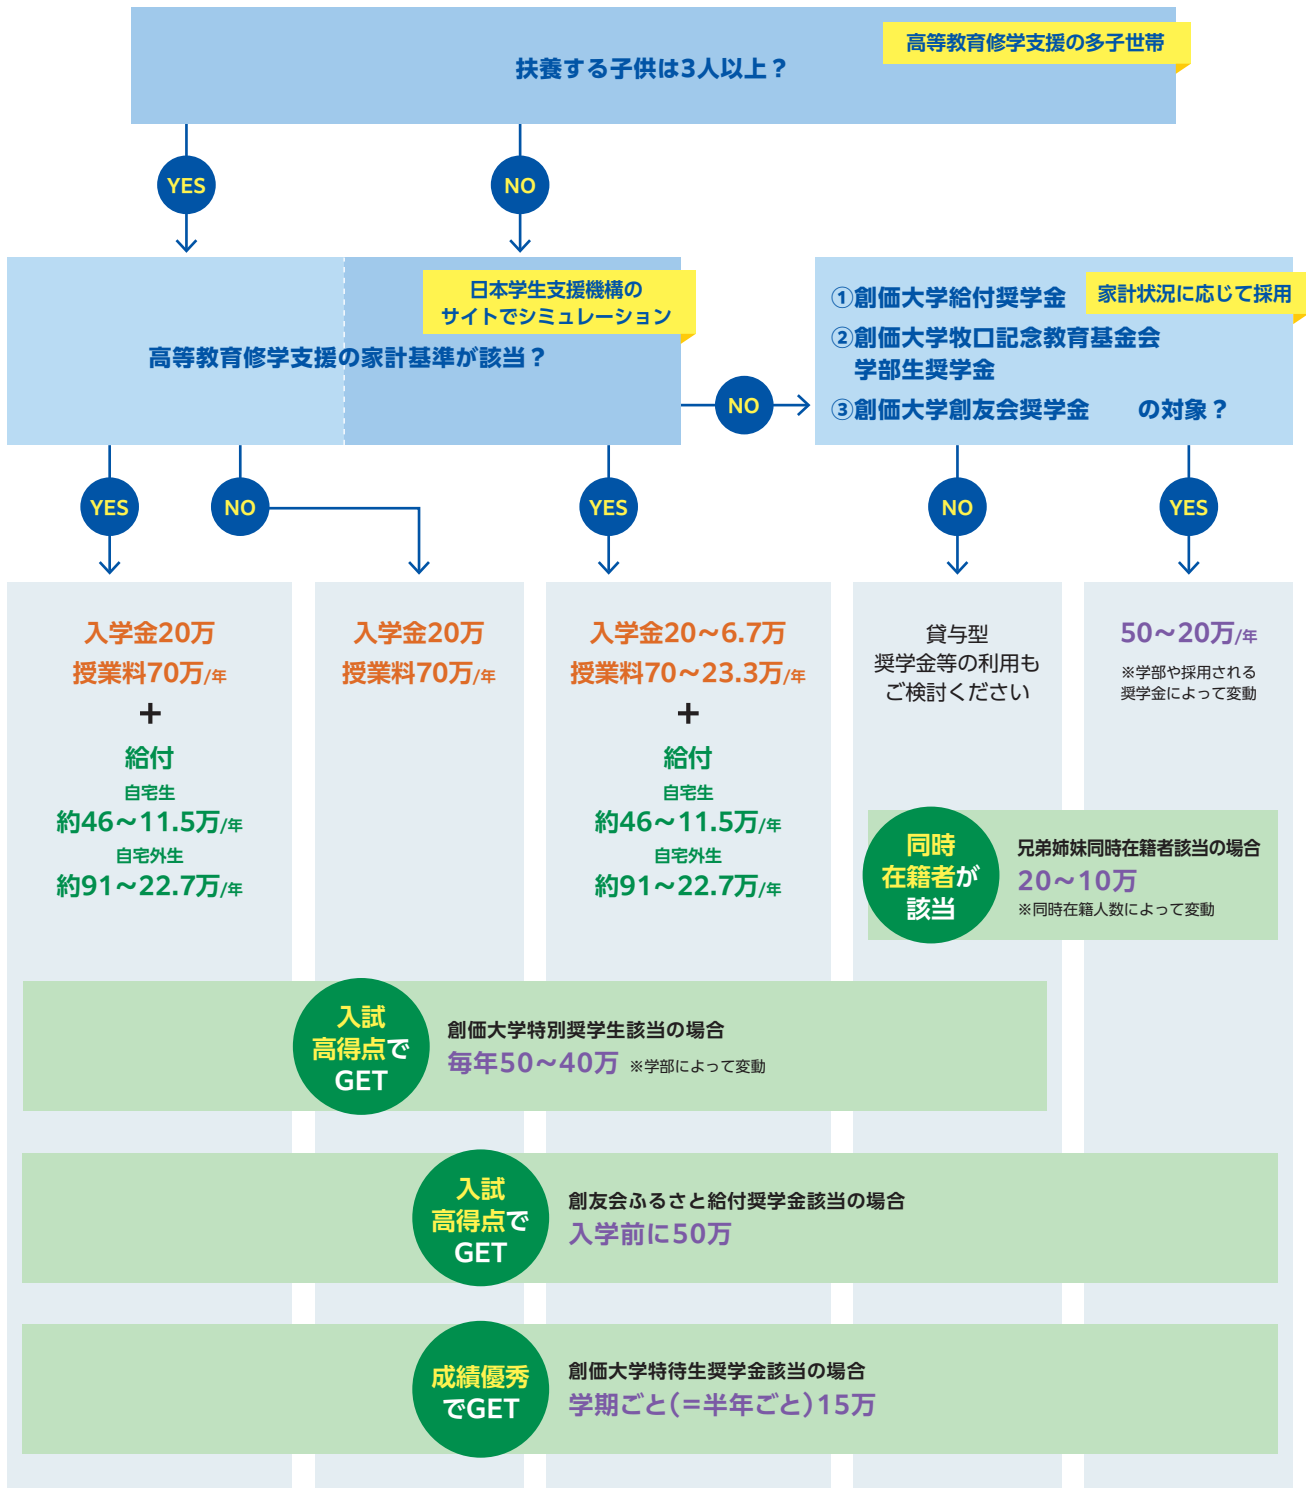 高等教育修学支援の多子世帯
扶養する子供は3人以上？
YES
NO
日本学生支援機構の
サイトでシミュレーション
高等教育修学支援の家計基準が該当？
NO
家計状況に応じて採用
①創価大学給付奨学金
②創価大学牧口記念教育基金会
学部生奨学金
③創価大学創友会奨学金　の対象？
YES
NO
YES
NO
YES
入学金20万
授業料70万/年
+
給付
自宅生
約46～11.5万/年
自宅外生
約91～22.7万/年
入学金20万
授業料70万/年
入学金20～6.7万
授業料70～23.3万/年
+
給付
自宅生
約46～11.5万/年
自宅外生
約91～22.7万/年
貸与型
奨学金等の利用も
ご検討ください
50～20万/年
※学部や採用される
奨学金によって変動
同時
在籍者が
該当
兄弟姉妹同時在籍者該当の場合
20～10万
※同時在籍人数によって変動
入試
高得点で
GET
創価大学特別奨学生該当の場合
毎年50～40万 ※学部によって変動
入試
高得点で
GET
創友会ふるさと給付奨学金該当の場合
入学前に50万
成績優秀
でGET
創価大学特待生奨学金該当の場合
学期ごと(=半年ごと)15万